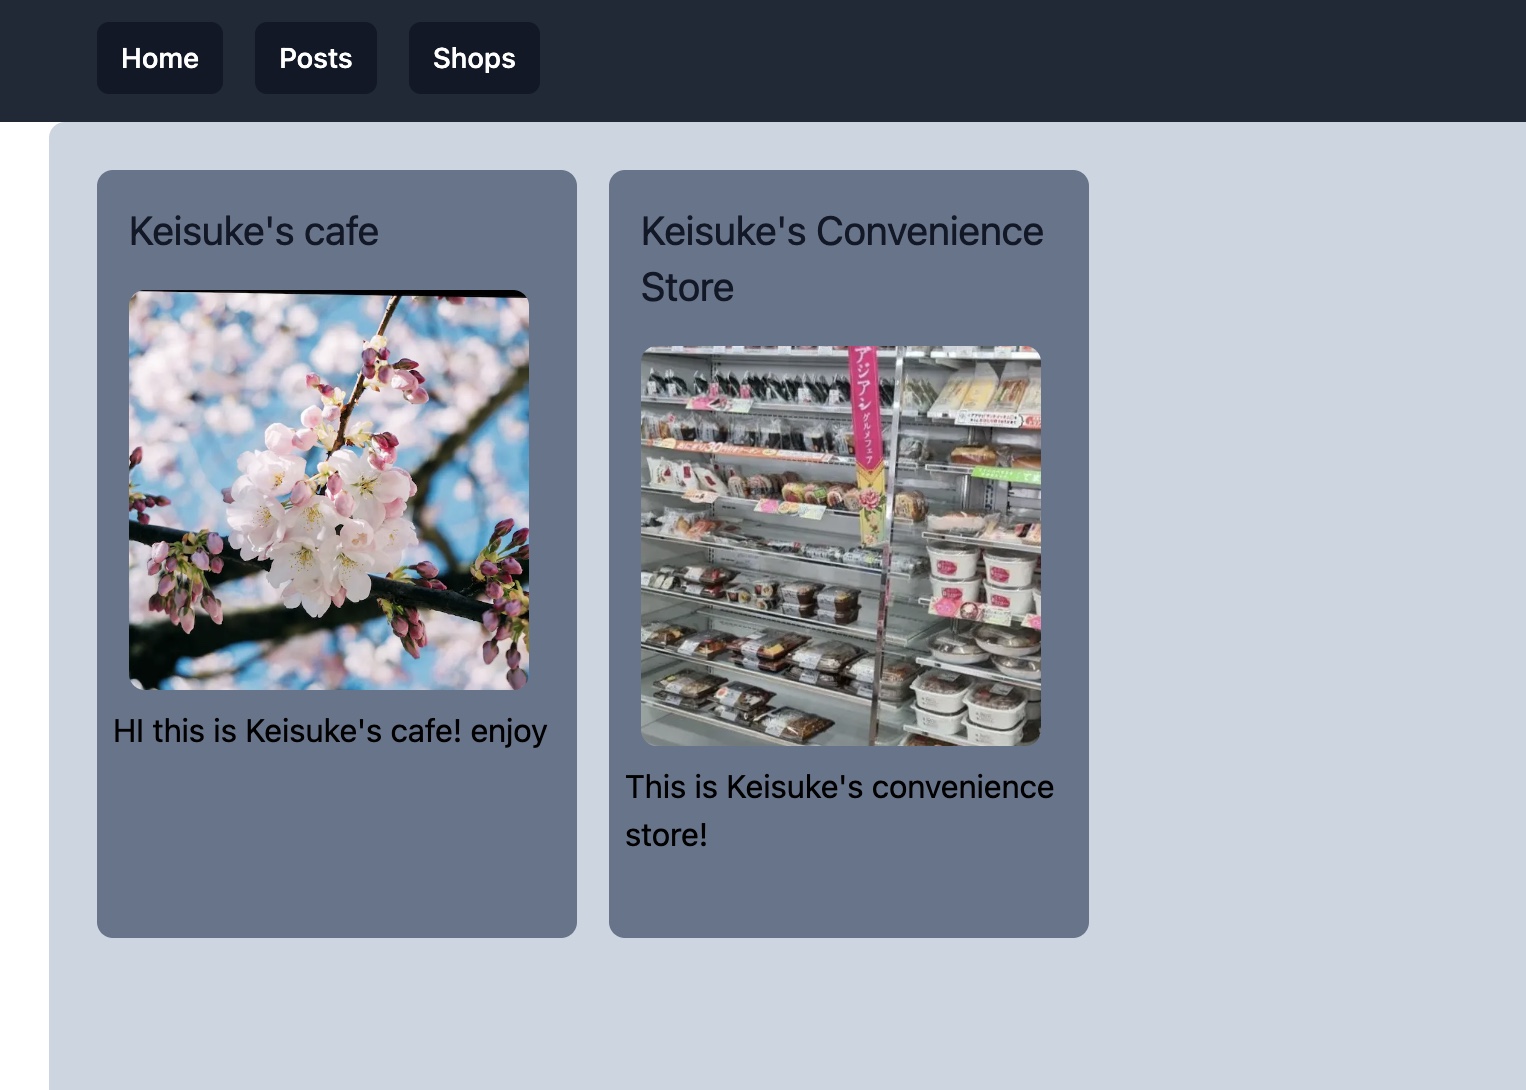 Home
Posts
Shops
Keisuke's cafe
HI this is Keisuke's cafe! enjoy
Keisuke's Convenience
Store
アジアン グルメフェア
This is Keisuke's convenience
store!